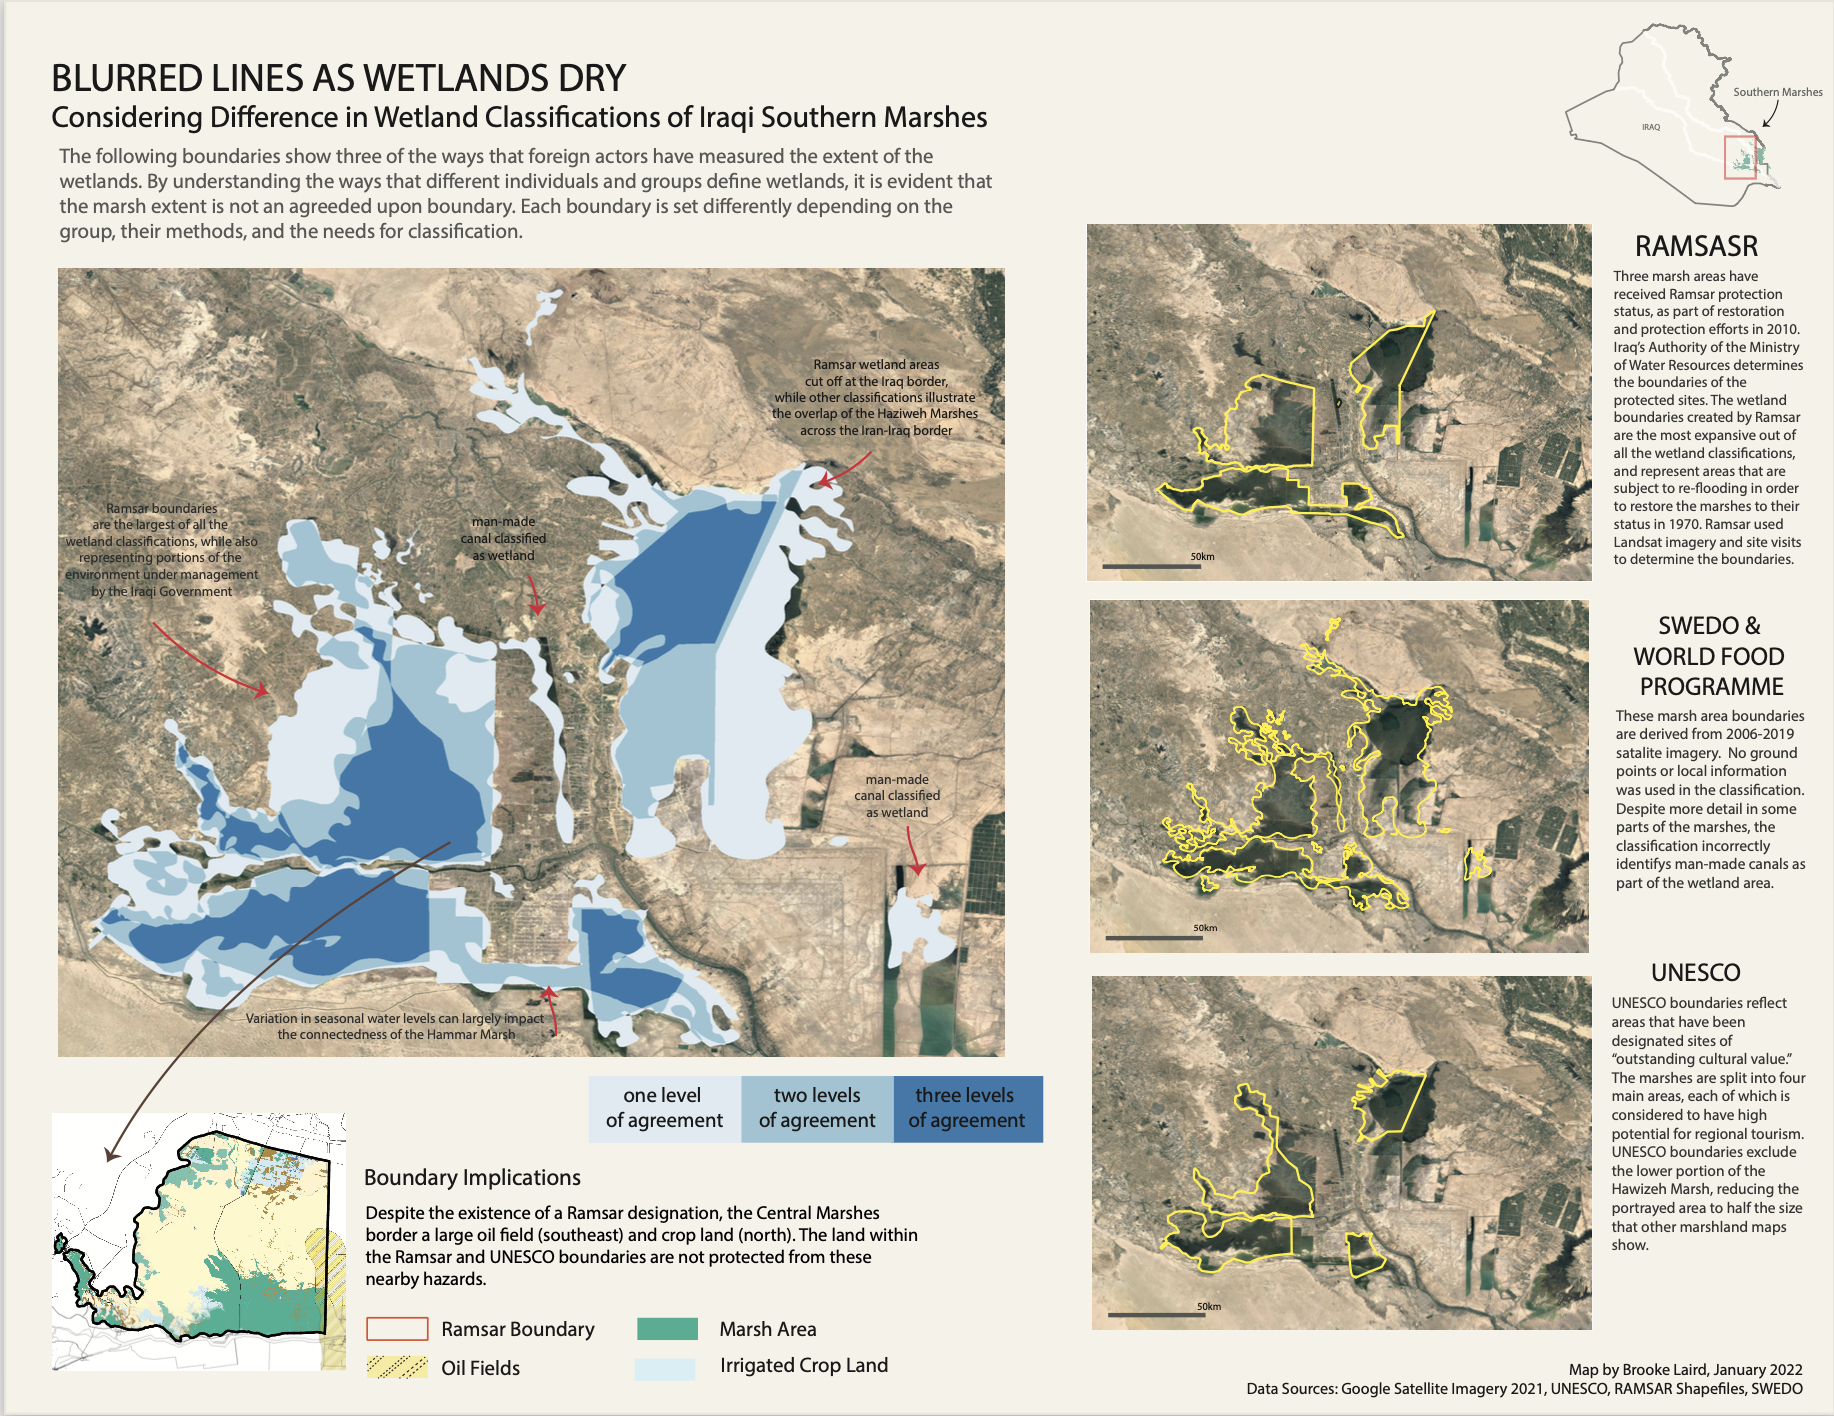 BLURRED LINES AS WETLANDS DRY
Considering Difference in Wetland Classifications of Iraqi Southern Marshes
The following boundaries show three of the ways that foreign actors have measured the extent of the
wetlands. By understanding the ways that different individuals and groups define wetlands, it is evident that
the marsh extent is not an agreeded upon boundary. Each boundary is set differently depending on the
group, their methods, and the needs for classification.
Southern Marshes
IRAQ
Ramsar wetland areas
cut off at the Iraq border,
while other classifications illustrate
the overlap of the Haziweh Marshes
across the Iran-Iraq border
Ramsar boundaries
are the largest of all the
wetland classifications, while also
representing portions of the
environment under management
by the Iraqi Government
man-made
canal classified
as wetland
man-made
canal classified
as wetland
Variation in seasonal water levels can largely impact
the connectedness of the Hammar Marsh
one level
of agreement
two levels
of agreement
three levels
of agreement
Boundary Implications
Despite the existence of a Ramsar designation, the Central Marshes
border a large oil field (southeast) and crop land (north). The land within
the Ramsar and UNESCO boundaries are not protected from these
nearby hazards.
Ramsar Boundary
Marsh Area
Oil Fields
Irrigated Crop Land
50km
RAMSASR
Three marsh areas have
received Ramsar protection
status, as part of restoration
and protection efforts in 2010.
Iraq's Authority of the Ministry
of Water Resources determines
the boundaries of the
protected sites. The wetland
boundaries created by Ramsar
are the most expansive out of
all the wetland classifications,
and represent areas that are
subject to re-flooding in order
to restore the marshes to their
status in 1970. Ramsar used
Landsat imagery and site visits
to determine the boundaries.
50km
SWEDO &
WORLD FOOD
PROGRAMME
These marsh area boundaries
are derived from 2006-2019
satalite imagery. No ground
points or local information
was used in the classification.
Despite more detail in some
parts of the marshes, the
classification incorrectly
identifys man-made canals as
part of the wetland area.
50km
UNESCO
UNESCO boundaries reflect
areas that have been
designated sites of
“outstanding cultural value.”
The marshes are split into four
main areas, each of which is
considered to have high
potential for regional tourism.
UNESCO boundaries exclude
the lower portion of the
Hawizeh Marsh, reducing the
portrayed area to half the size
that other marshland maps
show.
Map by Brooke Laird, January 2022
Data Sources: Google Satellite Imagery 2021, UNESCO, RAMSAR Shapefiles, SWEDO